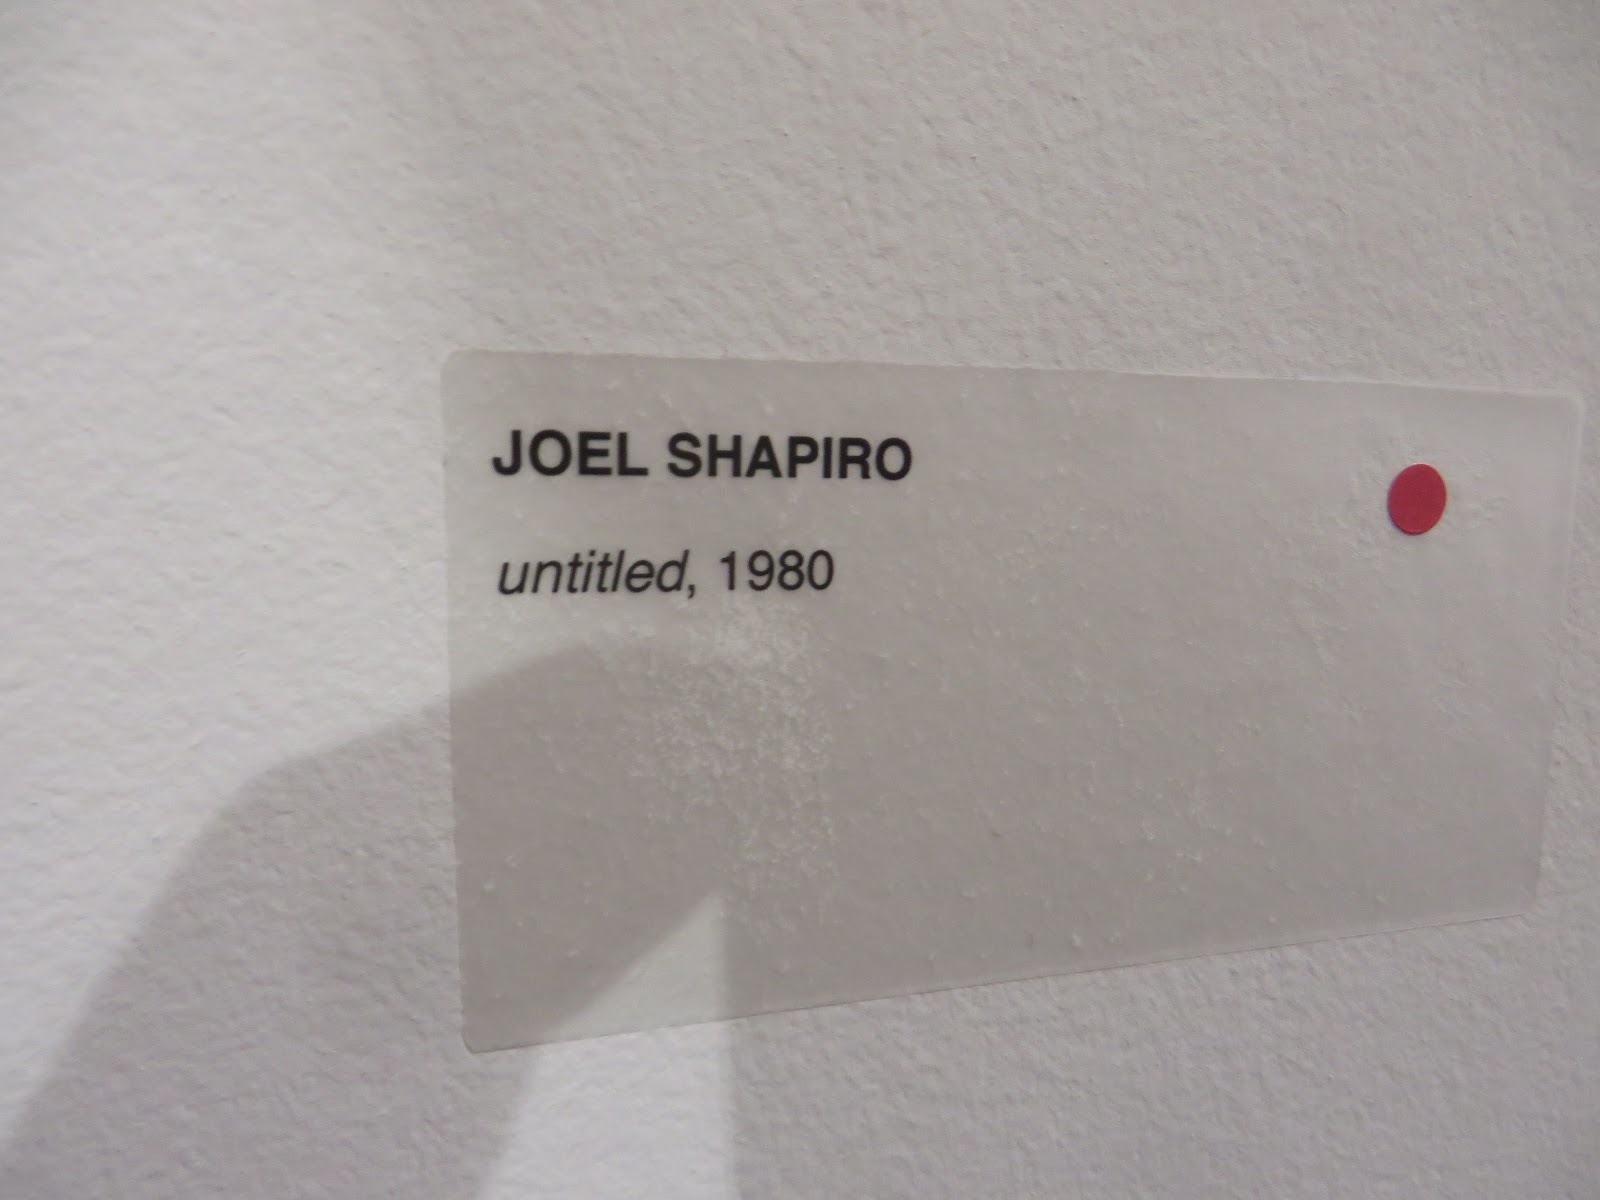 JOEL SHAPIRO
untitled, 1980